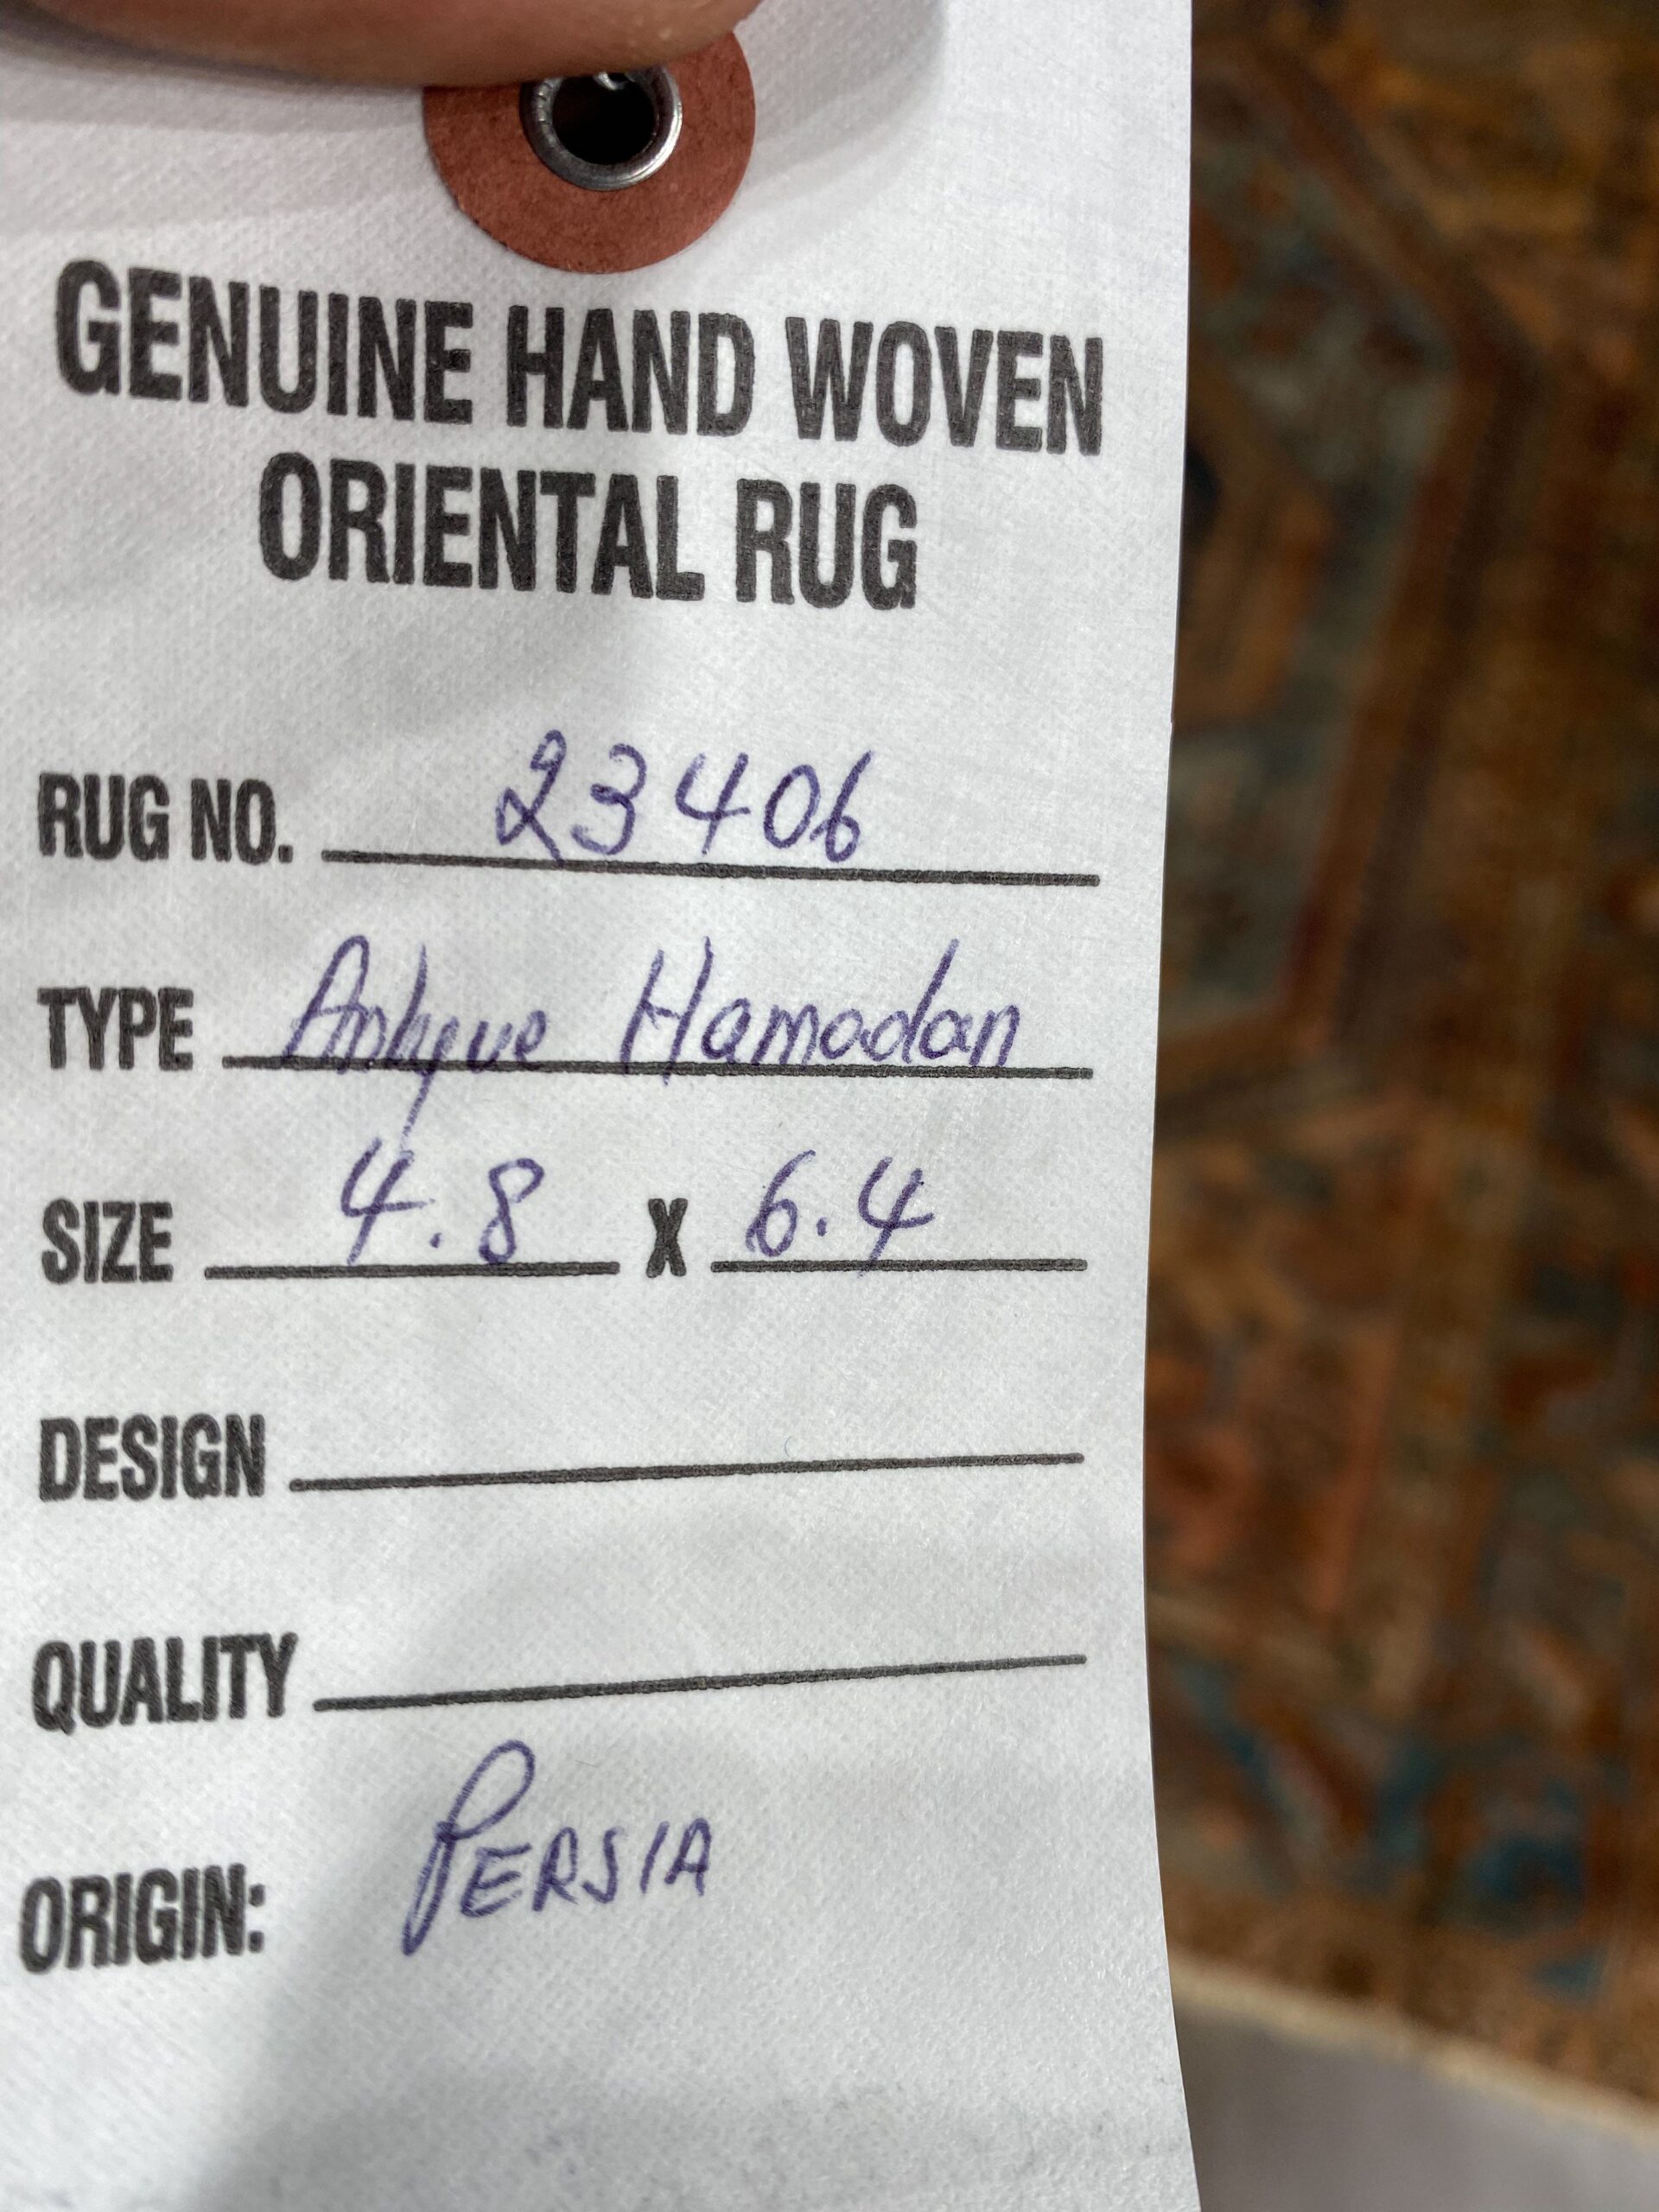 GENUINE HAND WOVEN
ORIENTAL RUG
RUG NO. 23406
TYPE Antique Hamadan
SIZE 4.8 X 6.4
DESIGN
QUALITY
ORIGIN: PERSIA